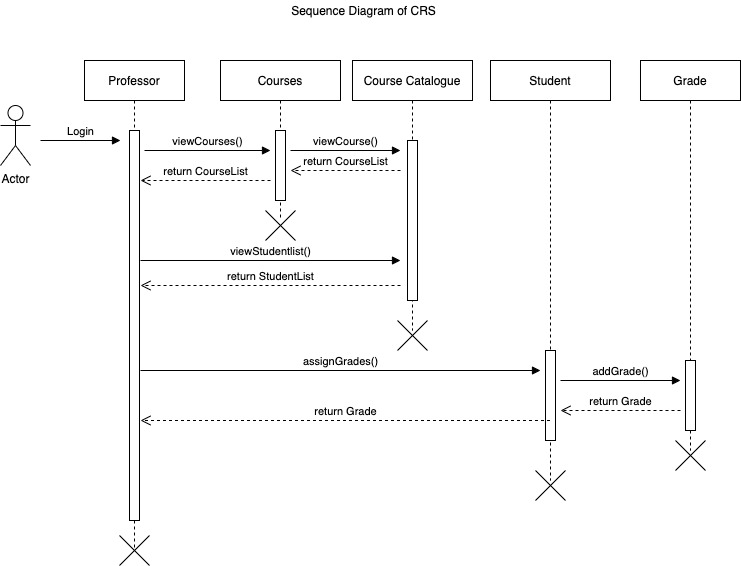 Sequence Diagram of CRS
Professor
Courses
Course Catalogue
Student
Grade
Login
Actor
viewCourses()
viewCourse()
return CourseList
return CourseList
viewStudentlist()
return StudentList
assignGrades()
addGrade()
return Grade
return Grade